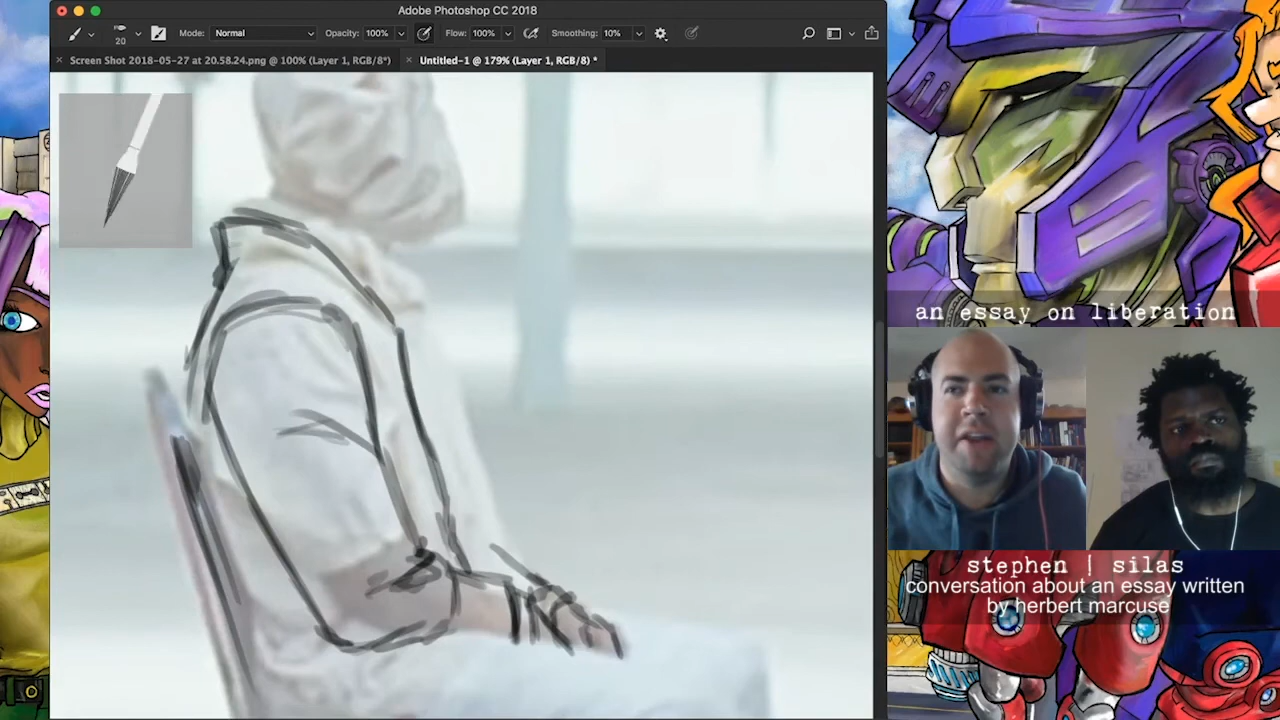 Adobe Photoshop CC 2018
20
Mode: Normal Opacity: 100% Flow: 100% Smoothing: 10%
Screen Shot 2018-05-27 at 20.58.24.png @ 100% (Layer 1, RGB/8*)
Untitled-1 @ 179% (Layer 1, RGB/8) *
an essay on liberation
stephen | silas
conversation about an essay written
by herbert marcuse